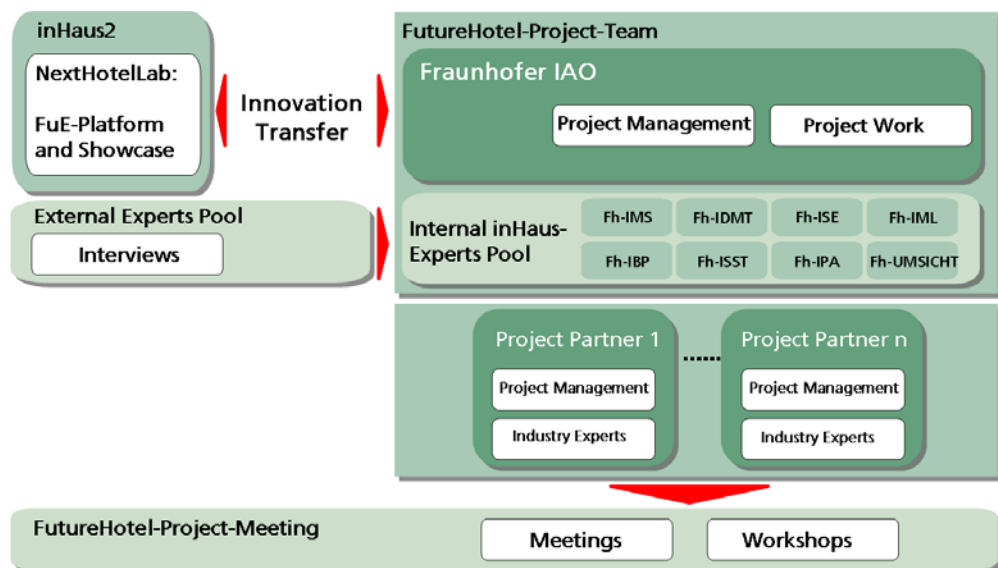 inHaus2
NextHotelLab:
FuE-Platform
and Showcase
Innovation
Transfer
FutureHotel-Project-Team
Fraunhofer IAO
Project Management
Project Work
External Experts Pool
Interviews
Internal inHaus-
Experts Pool
Fh-IMS
Fh-IDMT
Fh-ISE
Fh-IML
Fh-IBP
Fh-ISST
Fh-IPA
Fh-UMSICHT
Project Partner 1
Project Management
Industry Experts
......
Project Partner n
Project Management
Industry Experts
FutureHotel-Project-Meeting
Meetings
Workshops